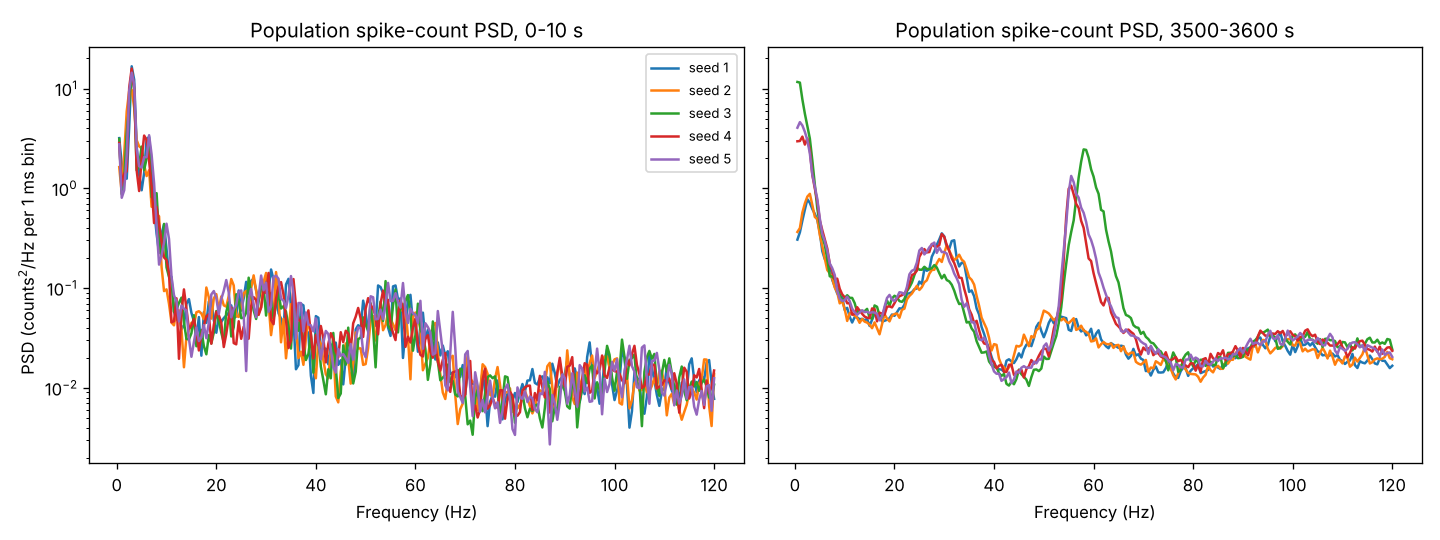 Population spike-count PSD, 0-10 s
Population spike-count PSD, 3500-3600 s
PSD (counts²/Hz per 1 ms bin)
10¹
10⁰
10⁻¹
10⁻²
seed 1
seed 2
seed 3
seed 4
seed 5
0 20 40 60 80 100 120
0 20 40 60 80 100 120
Frequency (Hz)
Frequency (Hz)